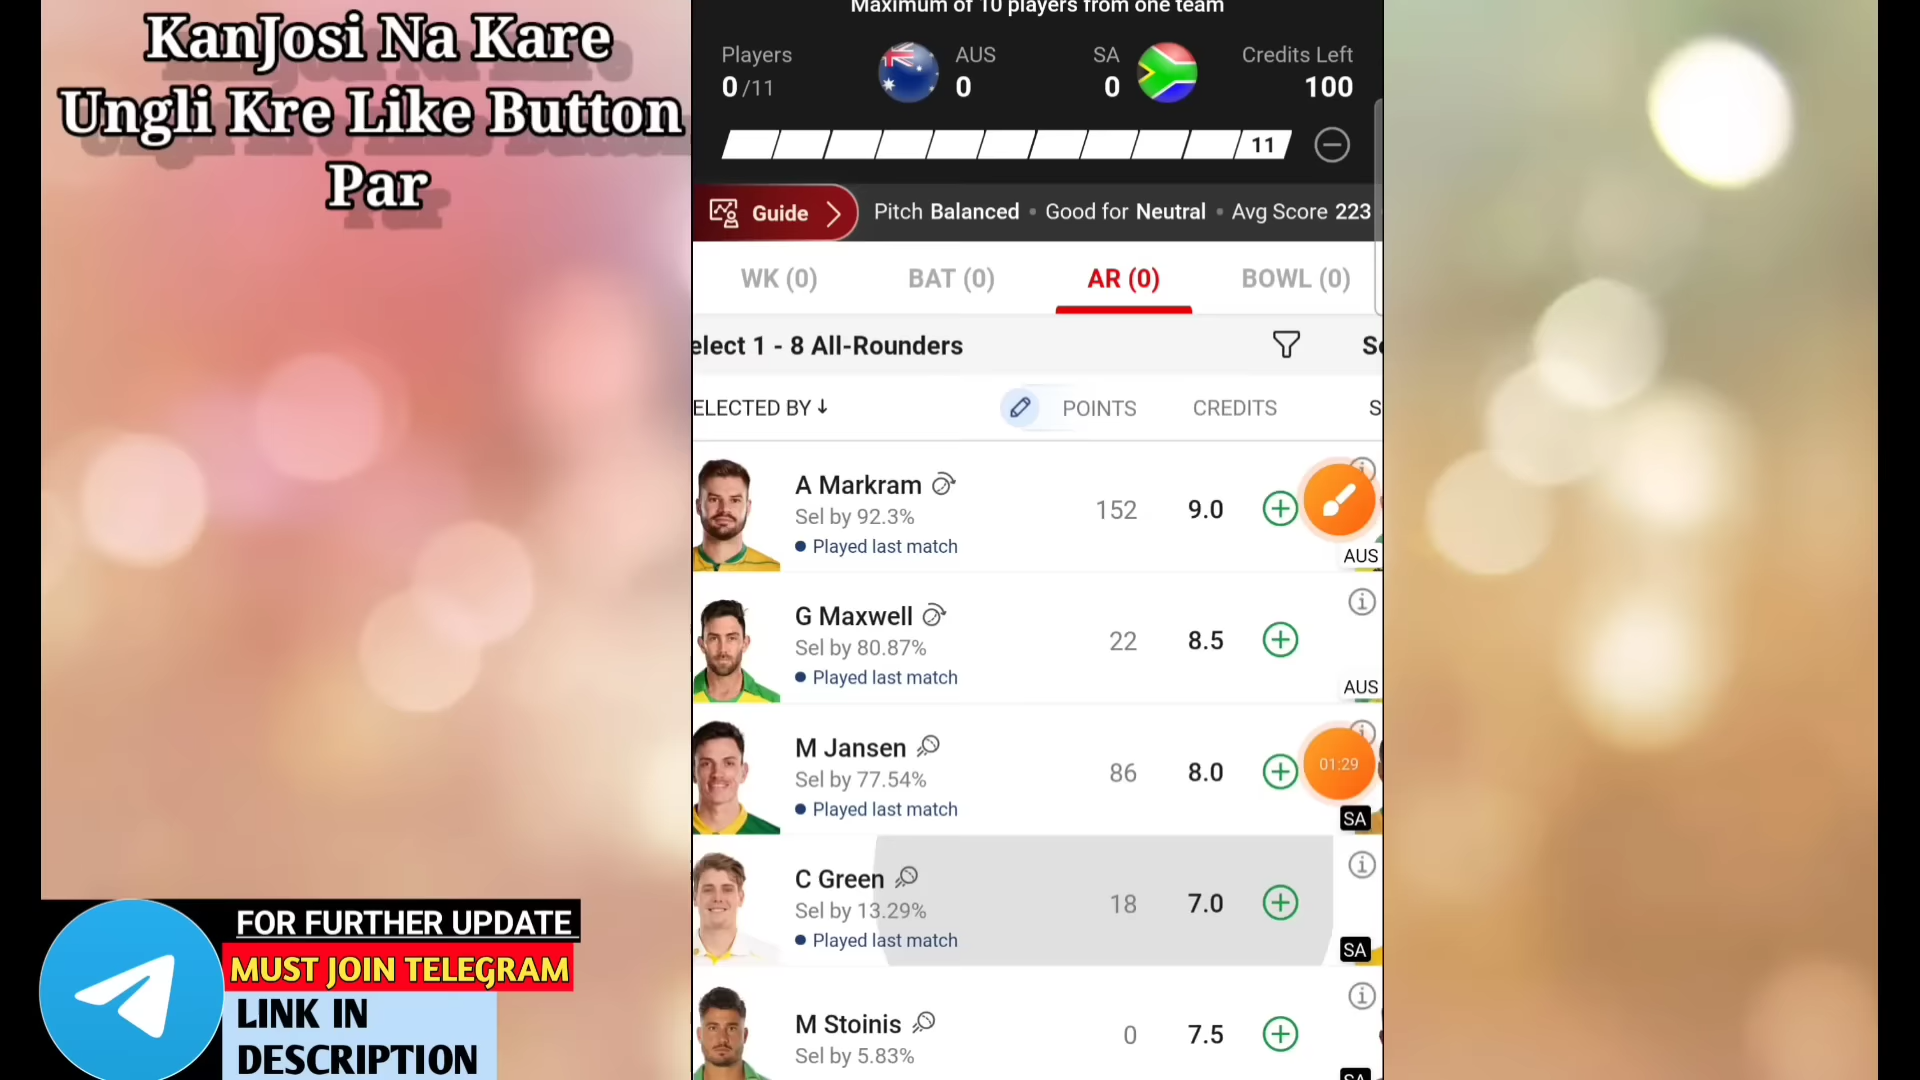 KanJosi Na Kare
Ungli Kre Like Button
Par
Maximum of 10 players from one team
Players
0 /11
AUS
0
SA
0
Credits Left
100
11
Guide
Pitch Balanced • Good for Neutral • Avg Score 223
WK (0)
BAT (0)
AR (0)
BOWL (0)
elect 1 - 8 All-Rounders
Se
ELECTED BY
POINTS
CREDITS
S
A Markram
Sel by 92.3%
Played last match
152
9.0
AUS
G Maxwell
Sel by 80.87%
Played last match
22
8.5
AUS
M Jansen
Sel by 77.54%
Played last match
86
8.0
01:29
SA
C Green
Sel by 13.29%
Played last match
18
7.0
SA
M Stoinis
Sel by 5.83%
0
7.5
SA
FOR FURTHER UPDATE
MUST JOIN TELEGRAM
LINK IN
DESCRIPTION